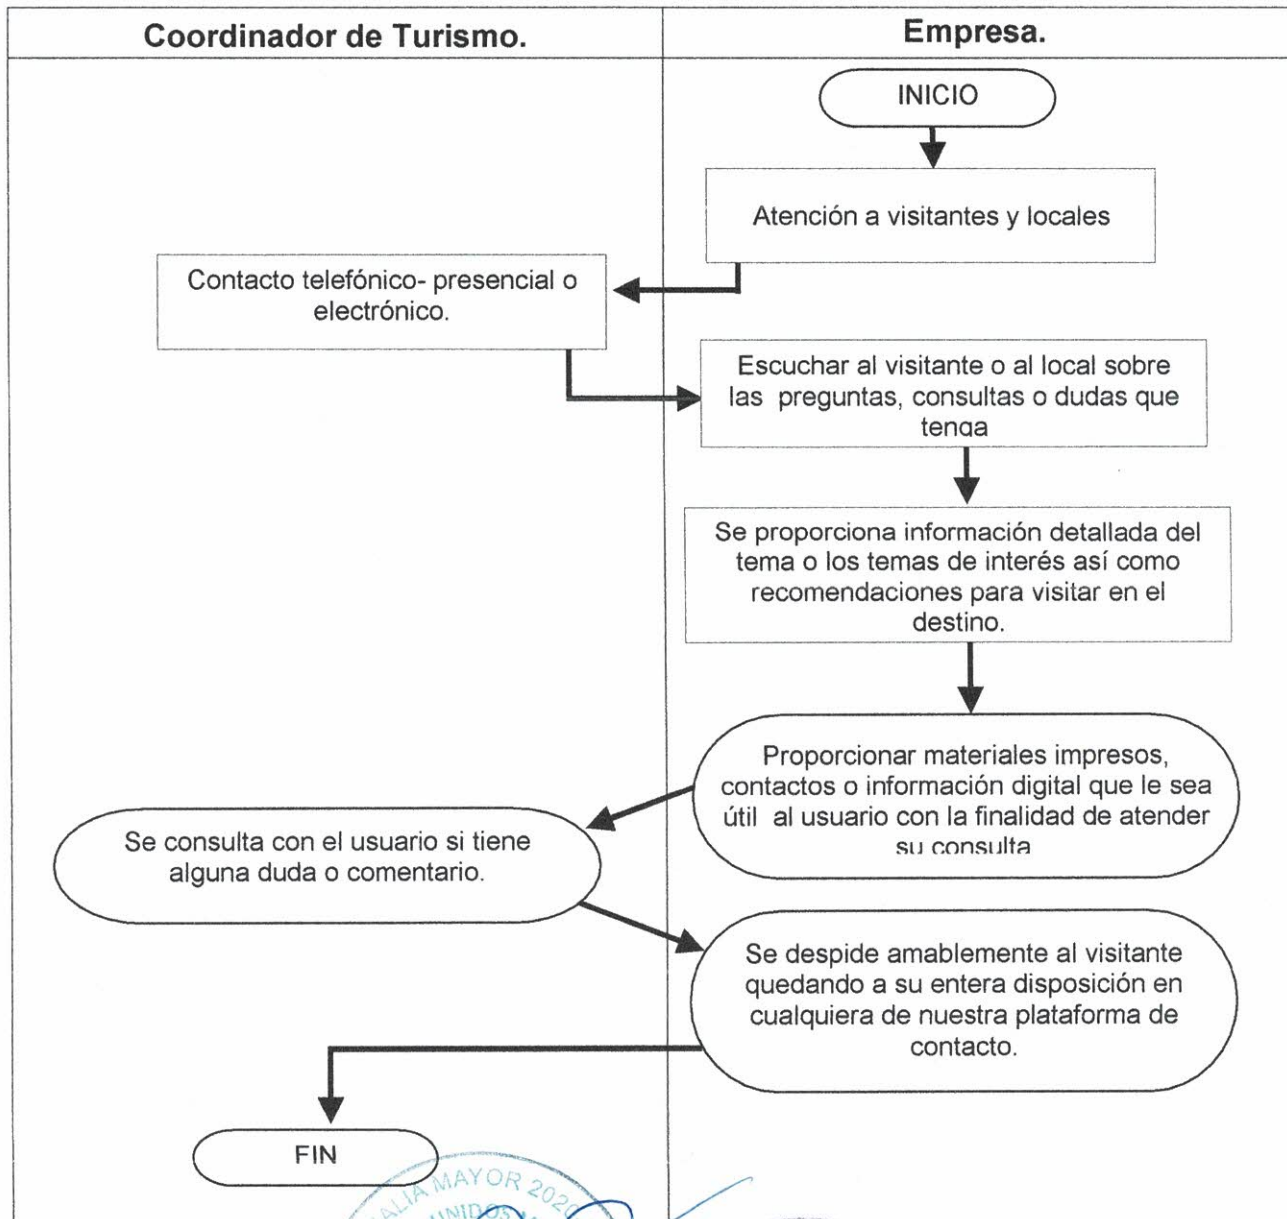 Coordinador de Turismo.
Empresa.
INICIO
Atención a visitantes y locales
Contacto telefónico- presencial o
electrónico.
Escuchar al visitante o al local sobre
las preguntas, consultas o dudas que
tenga
Se proporciona información detallada del
tema o los temas de interés así como
recomendaciones para visitar en el
destino.
Proporcionar materiales impresos,
contactos o información digital que le sea
útil al usuario con la finalidad de atender
su consulta
Se consulta con el usuario si tiene
alguna duda o comentario.
Se despide amablemente al visitante
quedando a su entera disposición en
cualquiera de nuestra plataforma de
contacto.
FIN
MAYOR 202
UNIDOS